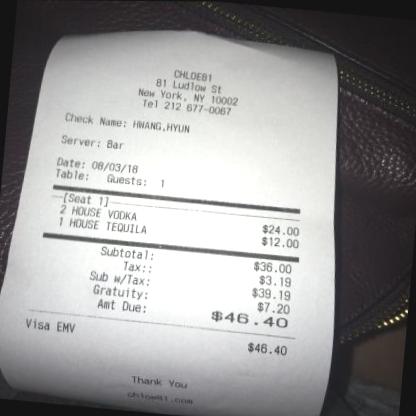 CHLOE81
81 Ludlow St
New York, NY 10002
Tel 212 677-0067
Check Name: HWANG,HYUN
Server: Bar
Date: 08/03/18
Table: Guests: 1
[Seat 1]
2 HOUSE VODKA $24.00
1 HOUSE TEQUILA $12.00
Subtotal: $36.00
Tax:: $3.19
Sub w/Tax: $39.19
Gratuity: $7.20
Amt Due: $46.40
Visa EMV $46.40
Thank You
chloe81.com